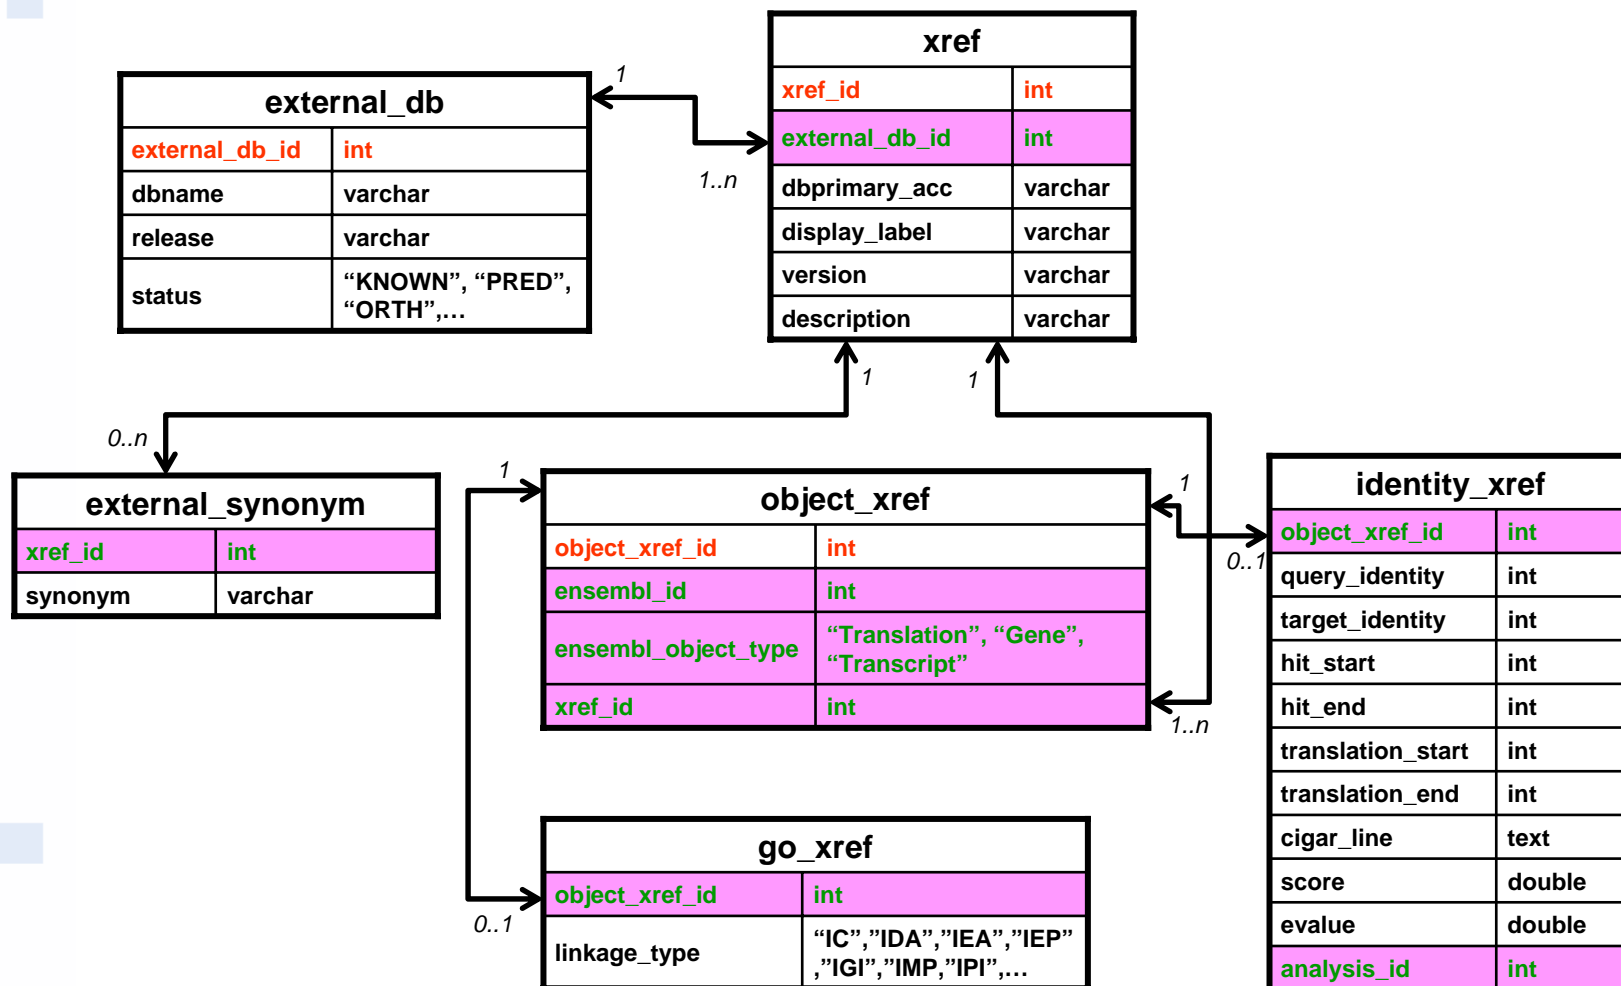 xref
xref_id int
external_db_id int
dbprimary_acc varchar
display_label varchar
version varchar
description varchar
external_db
external_db_id int
dbname varchar
release varchar
status “KNOWN”, “PRED”,
“ORTH”,…
1
1..n
1
1
0..n
external_synonym
xref_id int
synonym varchar
1
object_xref
object_xref_id int
ensembl_id int
ensembl_object_type “Translation”, “Gene”,
“Transcript”
xref_id int
1
0..1
1..n
identity_xref
object_xref_id int
query_identity int
target_identity int
hit_start int
hit_end int
translation_start int
translation_end int
cigar_line text
score double
evalue double
analysis_id int
go_xref
object_xref_id int
linkage_type “IC”,”IDA”,”IEA”,”IEP”
,”IGI”,”IMP,”IPI”,…
0..1